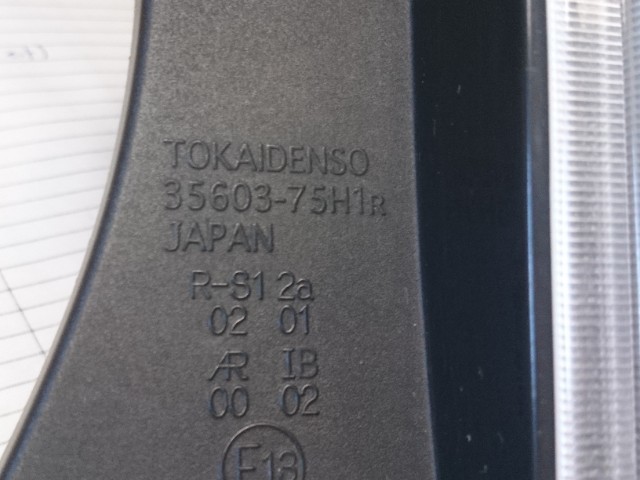 TOKAIDENSO
35603-75H1R
JAPAN
R-S1 2a
02 01
AR IB
00 02
E13